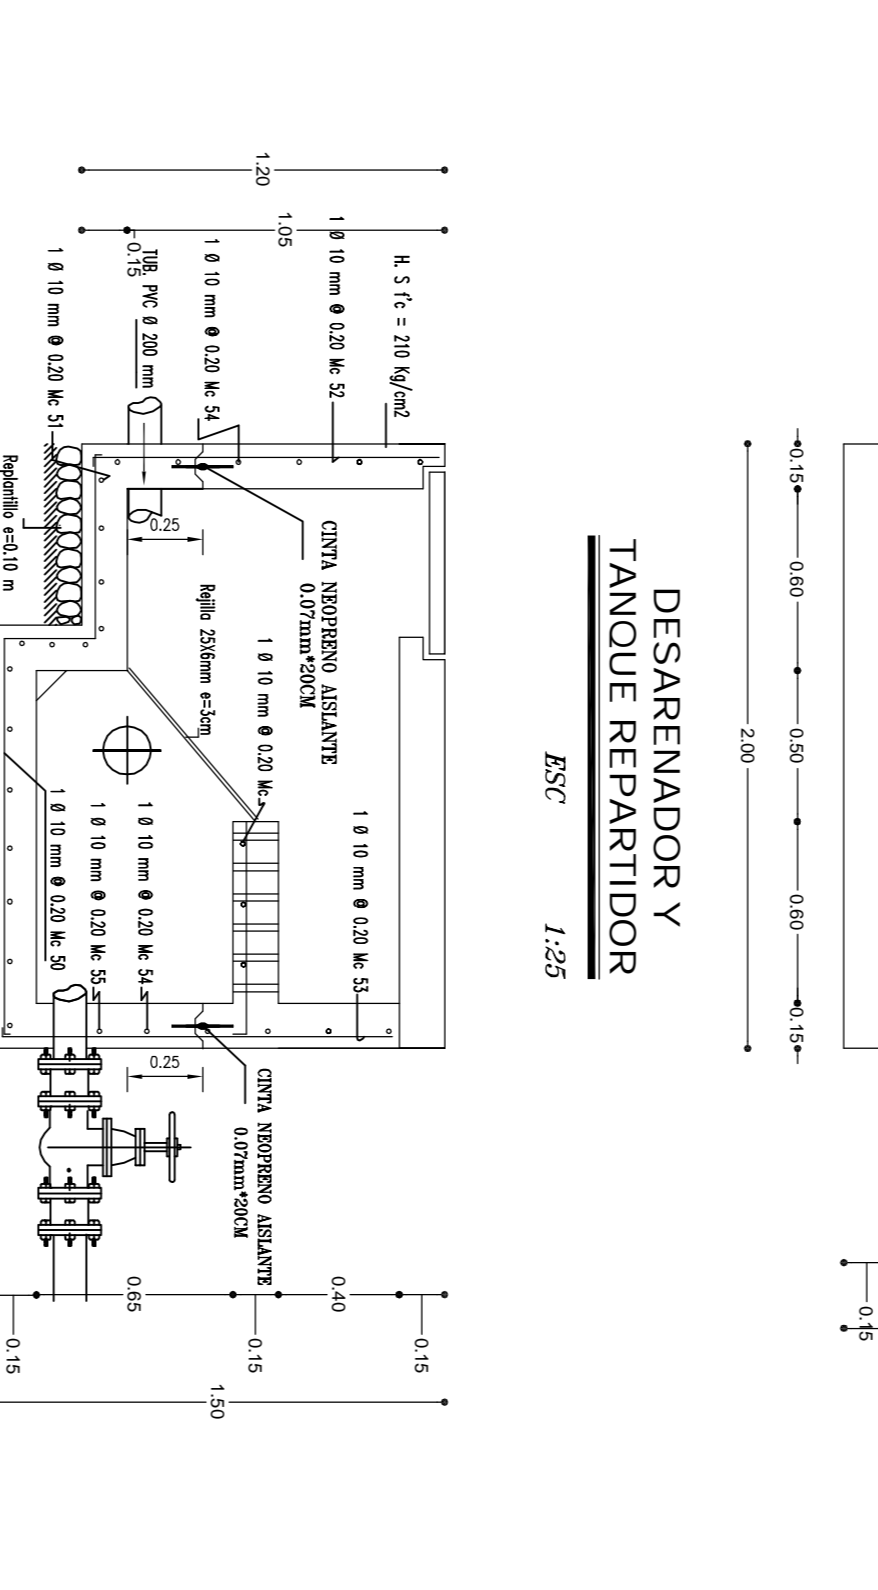 0.15
0.60
0.50
0.60
0.15
2.00
0.15
DESARENADOR Y
TANQUE REPARTIDOR
ESC 1:25
H. S f'c = 210 Kg/cm2
1 Ø 10 mm @ 0.20 Mc 52
1 Ø 10 mm @ 0.20 Mc 54
TUB. PVC Ø 200 mm
1 Ø 10 mm @ 0.20 Mc 51
Replantillo e=0.10 m
1.20
1.05
0.15
0.25
CINTA NEOPRENO AISLANTE
0.07mm*20CM
Rejilla 25X6mm e=3cm
1 Ø 10 mm @ 0.20 Mc
1 Ø 10 mm @ 0.20 Mc 53
1 Ø 10 mm @ 0.20 Mc 54
1 Ø 10 mm @ 0.20 Mc 55
1 Ø 10 mm @ 0.20 Mc 50
0.25
CINTA NEOPRENO AISLANTE
0.07mm*20CM
0.15
0.40
0.15
0.65
0.15
1.50